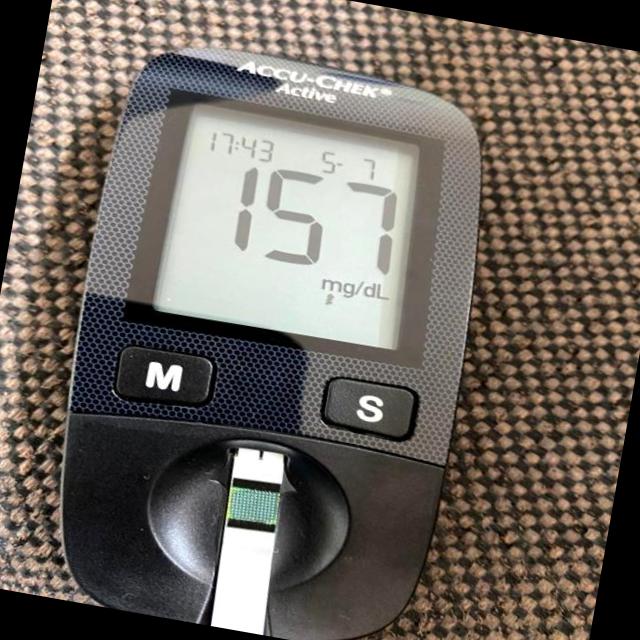 ACCU-CHEK®
Active
17:43 5- 7
157
mg/dL
M S